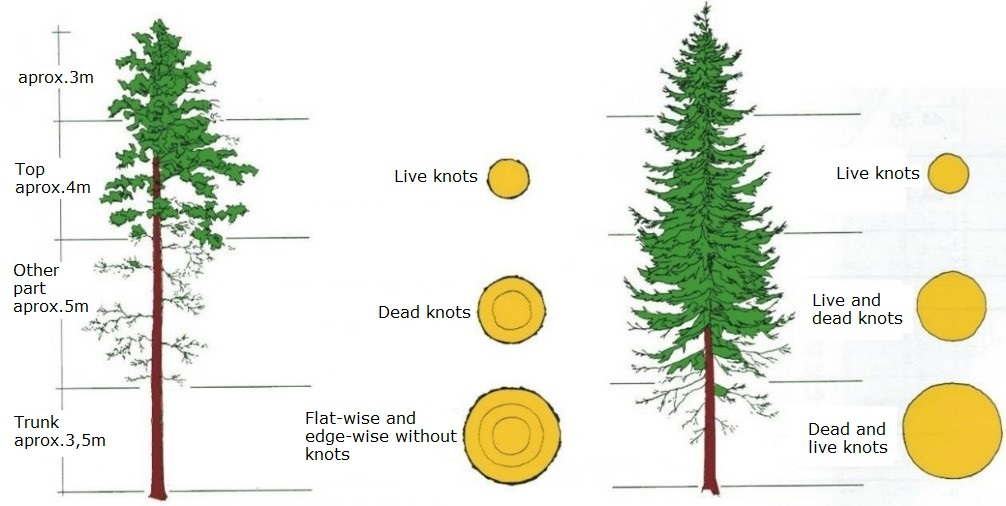 aprox.3m
Top
aprox.4m
Other
part
aprox.5m
Trunk
aprox.3,5m
Live knots
Dead knots
Flat-wise and
edge-wise without
knots
Live knots
Live and
dead knots
Dead and
live knots